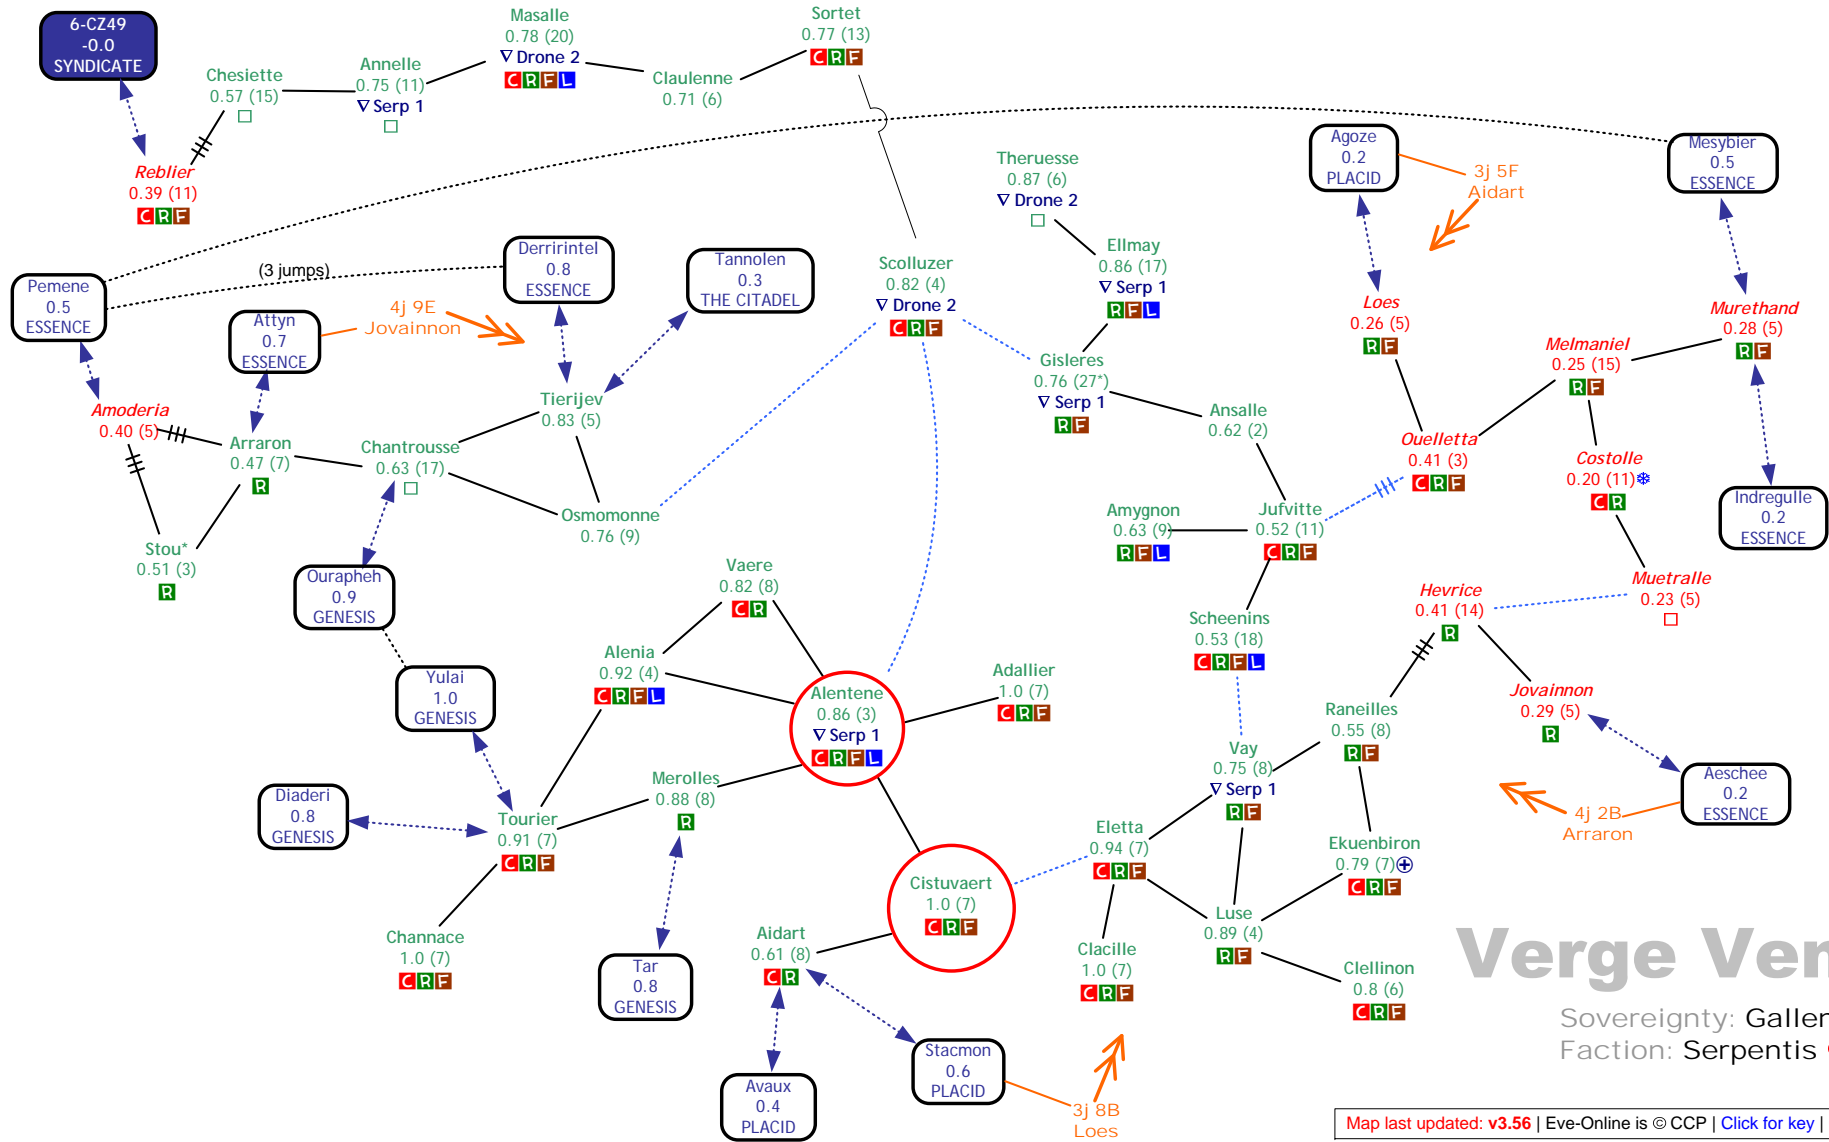 6-CZ49
-0.0
SYNDICATE
Chesiette
0.57 (15)
Annelle
0.75 (11)
∇ Serp 1
Masalle
0.78 (20)
∇ Drone 2
C R F L
Claulenne
0.71 (6)
Sortet
0.77 (13)
C R F
Reblier
0.39 (11)
C R F
Theruesse
0.87 (6)
∇ Drone 2
Ellmay
0.86 (17)
∇ Serp 1
R F L
Agoze
0.2
PLACID
3j 5F
Aidart
Mesybier
0.5
ESSENCE
Pemene
0.5
ESSENCE
(3 jumps)
Derririntel
0.8
ESSENCE
Tannolen
0.3
THE CITADEL
Attyn
0.7
ESSENCE
4j 9E
Jovainnon
Scolluzer
0.82 (4)
∇ Drone 2
C R F
Gisleres
0.76 (27*)
∇ Serp 1
R F
Loes
0.26 (5)
R F
Melmaniel
0.25 (15)
R F
Murethand
0.28 (5)
R F
Amoderia
0.40 (5)
Arraron
0.47 (7)
R
Chantrousse
0.63 (17)
Tierijev
0.83 (5)
Ansalle
0.62 (2)
Ouelletta
0.41 (3)
C R F
Costolle
0.20 (11)❄
C R
Indregulle
0.2
ESSENCE
Stou*
0.51 (3)
R
Osmomonne
0.76 (9)
Amygnon
0.63 (9)
R F L
Jufvitte
0.52 (11)
C R F
Ourapheh
0.9
GENESIS
Vaere
0.82 (8)
C R
Scheenins
0.53 (18)
C R F L
Hevrice
0.41 (14)
R
Muetralle
0.23 (5)
Yulai
1.0
GENESIS
Alenia
0.92 (4)
C R F L
Alentene
0.86 (3)
∇ Serp 1
C R F L
Adallier
1.0 (7)
C R F
Vay
0.75 (8)
∇ Serp 1
R F
Raneilles
0.55 (8)
R F
Jovainnon
0.29 (5)
R
Diaderi
0.8
GENESIS
Tourier
0.91 (7)
C R F
Merolles
0.88 (8)
R
Aeschee
0.2
ESSENCE
4j 2B
Arraron
Eletta
0.94 (7)
C R F
Ekuenbiron
0.79 (7)⊕
C R F
Cistuvaert
1.0 (7)
C R F
Luse
0.89 (4)
R F
Channace
1.0 (7)
C R F
Tar
0.8
GENESIS
Aidart
0.61 (8)
C R
Clacille
1.0 (7)
C R F
Clellinon
0.8 (6)
C R F
Avaux
0.4
PLACID
Stacmon
0.6
PLACID
3j 8B
Loes
Verge Ven
Sovereignty: Galler
Faction: Serpentis
Map last updated: v3.56 | Eve-Online is © CCP | Click for key |